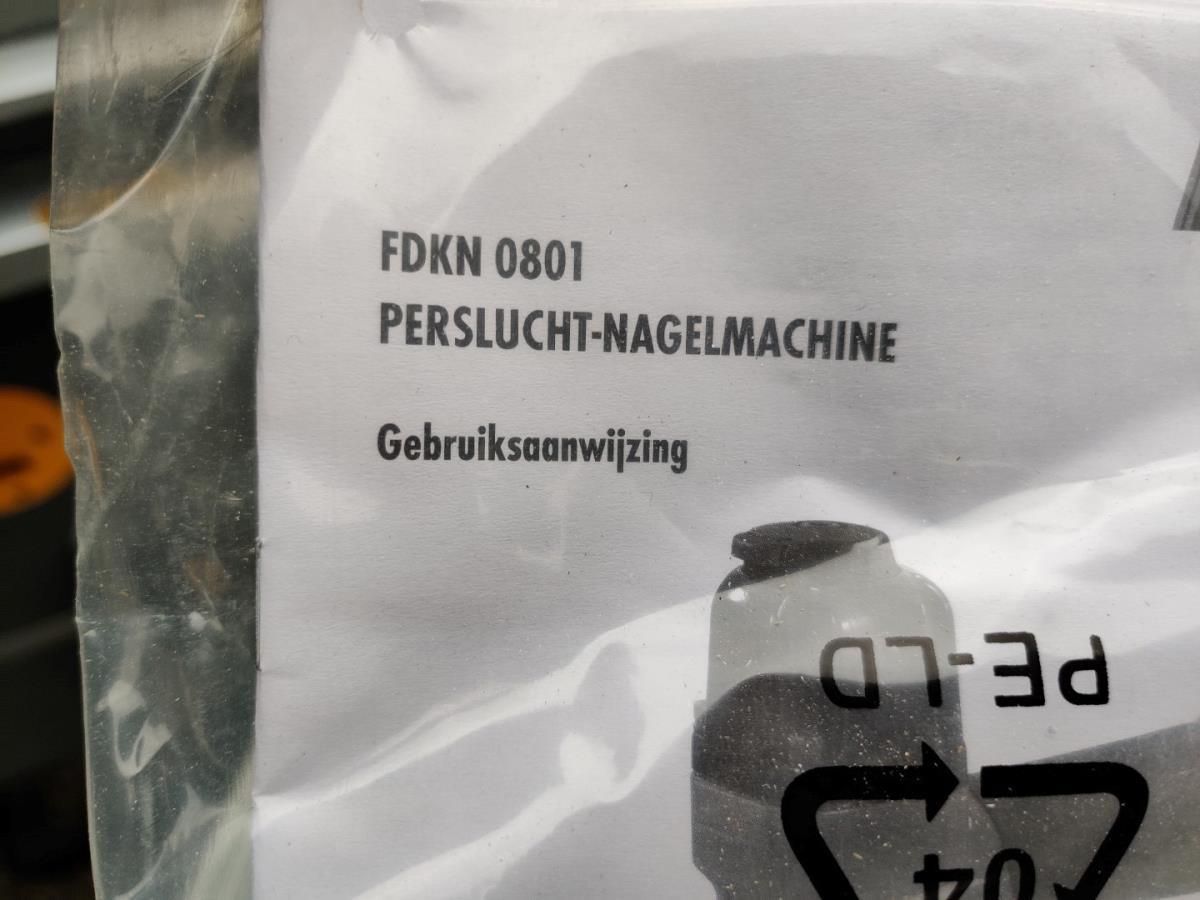 FDKN 0801
PERSLUCHT-NAGELMACHINE
Gebruiksaanwijzing
PE-LD
04